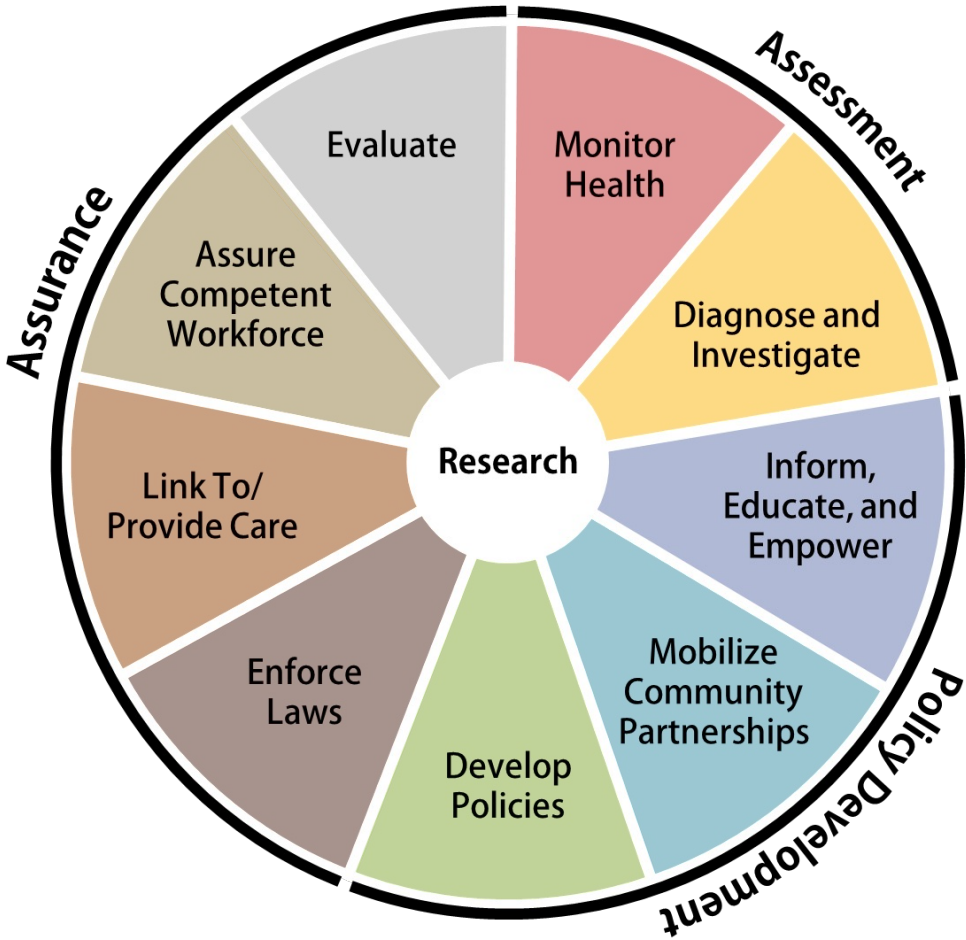 Assessment
Monitor
Health
Diagnose and
Investigate
Policy Development
Inform,
Educate, and
Empower
Mobilize
Community
Partnerships
Develop
Policies
Assurance
Enforce
Laws
Link To/
Provide Care
Assure
Competent
Workforce
Evaluate
Research